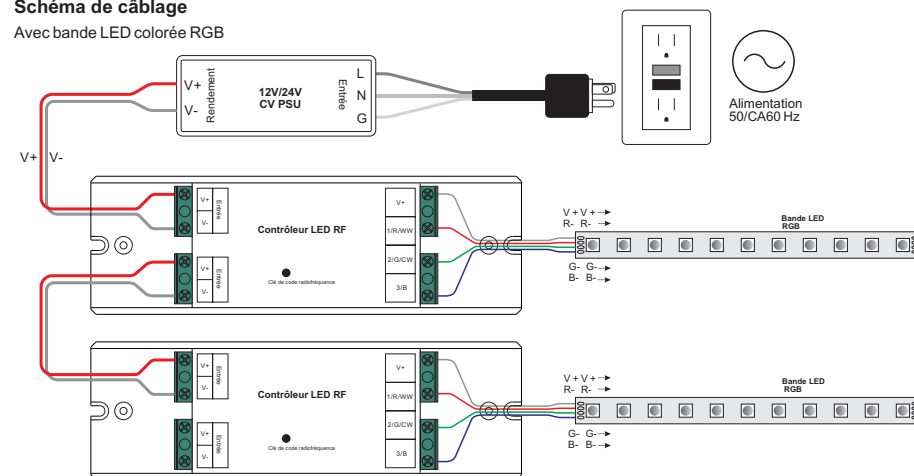 Schéma de câblage
Avec bande LED colorée RGB
V+
V-
Rendement
12V/24V
CV PSU
Entrée
L
N
G
Alimentation
50/CA60 Hz
V+
V-
V+
V-
Entrée
Contrôleur LED RF
Clé de code radiofréquence
V+
V-
Entrée
V+
1/R/WW
2/G/CW
3/B
V + V +
R- R-
G- G-
B- B-
Bande LED
RGB
V+
V-
Entrée
Contrôleur LED RF
Clé de code radiofréquence
V+
V-
Entrée
V+
1/R/WW
2/G/CW
3/B
V + V +
R- R-
G- G-
B- B-
Bande LED
RGB